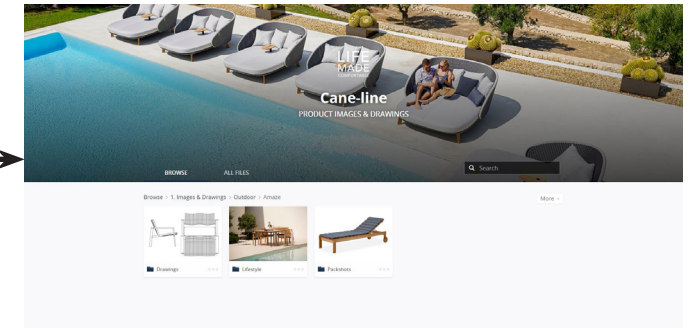 LIFE
MADE
COMFORTABLE
Cane-line
PRODUCT IMAGES & DRAWINGS
BROWSE
ALL FILES
Search
Browse > 1. Images & Drawings > Outdoor > Amaze
More
Drawings
Lifestyle
Packshots